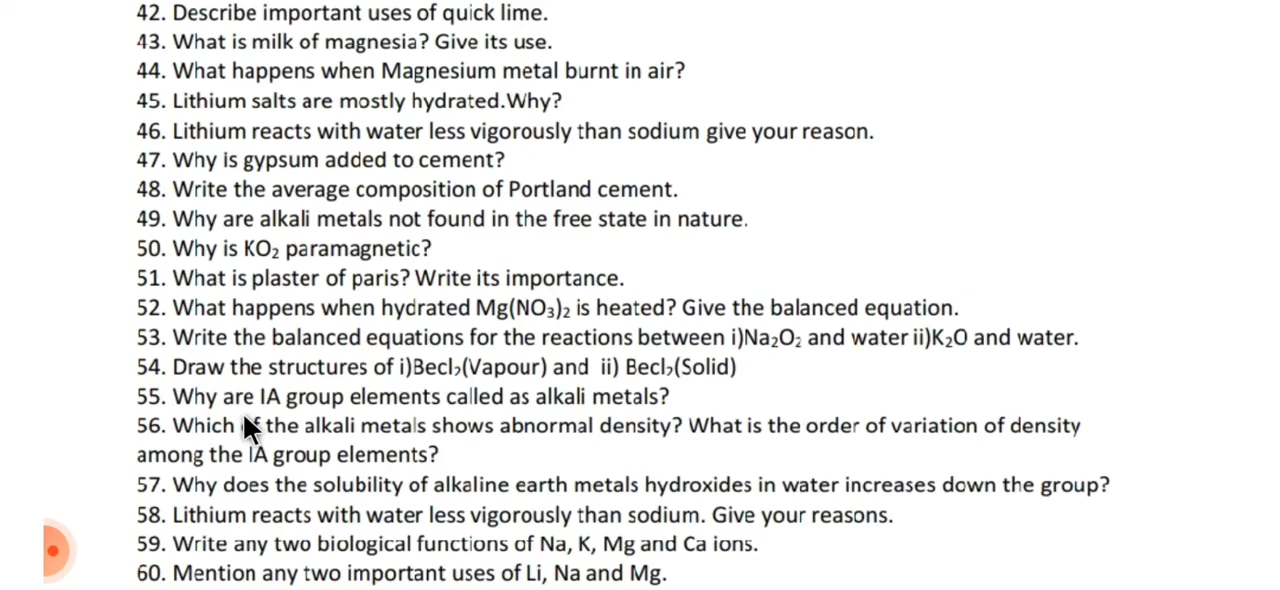 42. Describe important uses of quick lime.
43. What is milk of magnesia? Give its use.
44. What happens when Magnesium metal burnt in air?
45. Lithium salts are mostly hydrated.Why?
46. Lithium reacts with water less vigorously than sodium give your reason.
47. Why is gypsum added to cement?
48. Write the average composition of Portland cement.
49. Why are alkali metals not found in the free state in nature.
50. Why is KO₂ paramagnetic?
51. What is plaster of paris? Write its importance.
52. What happens when hydrated Mg(NO₃)₂ is heated? Give the balanced equation.
53. Write the balanced equations for the reactions between i)Na₂O₂ and water ii)K₂O and water.
54. Draw the structures of i)Becl₂(Vapour) and ii) Becl₂(Solid)
55. Why are IA group elements called as alkali metals?
56. Which of the alkali metals shows abnormal density? What is the order of variation of density
among the IA group elements?
57. Why does the solubility of alkaline earth metals hydroxides in water increases down the group?
58. Lithium reacts with water less vigorously than sodium. Give your reasons.
59. Write any two biological functions of Na, K, Mg and Ca ions.
60. Mention any two important uses of Li, Na and Mg.